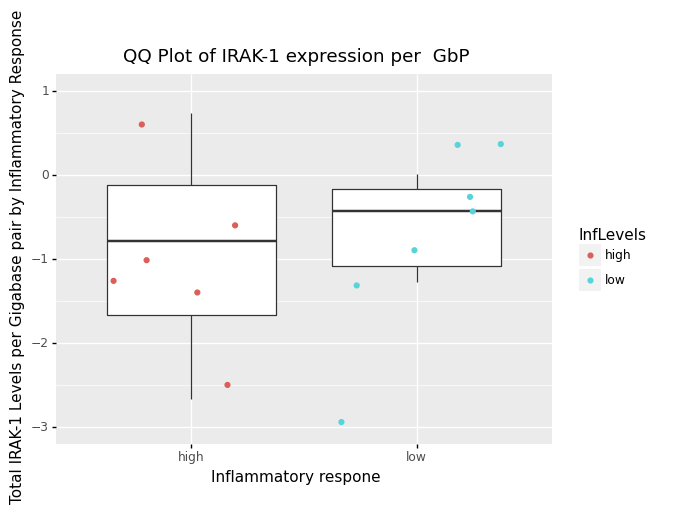 QQ Plot of IRAK-1 expression per  GbP
Total IRAK-1 Levels per Gigabase pair by Inflammatory Response
1
0
−1
−2
−3
high
low
Inflammatory respone
InfLevels
high
low